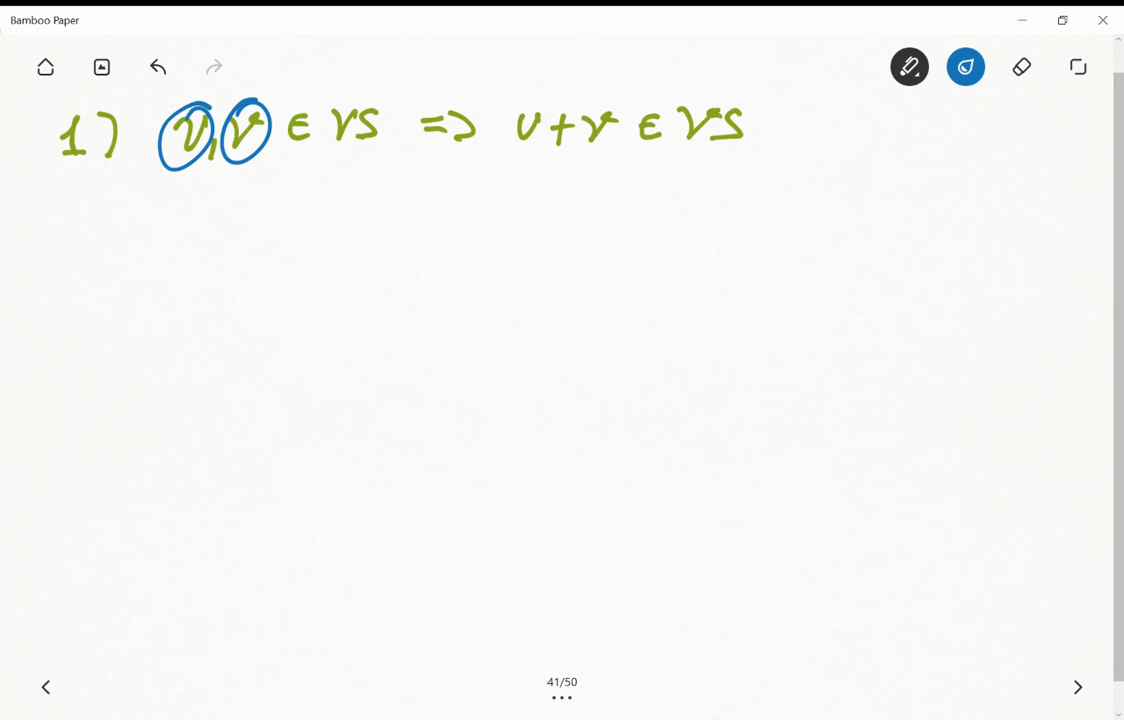 Bamboo Paper
1) u, v ∈ VS => u + v ∈ VS
41/50